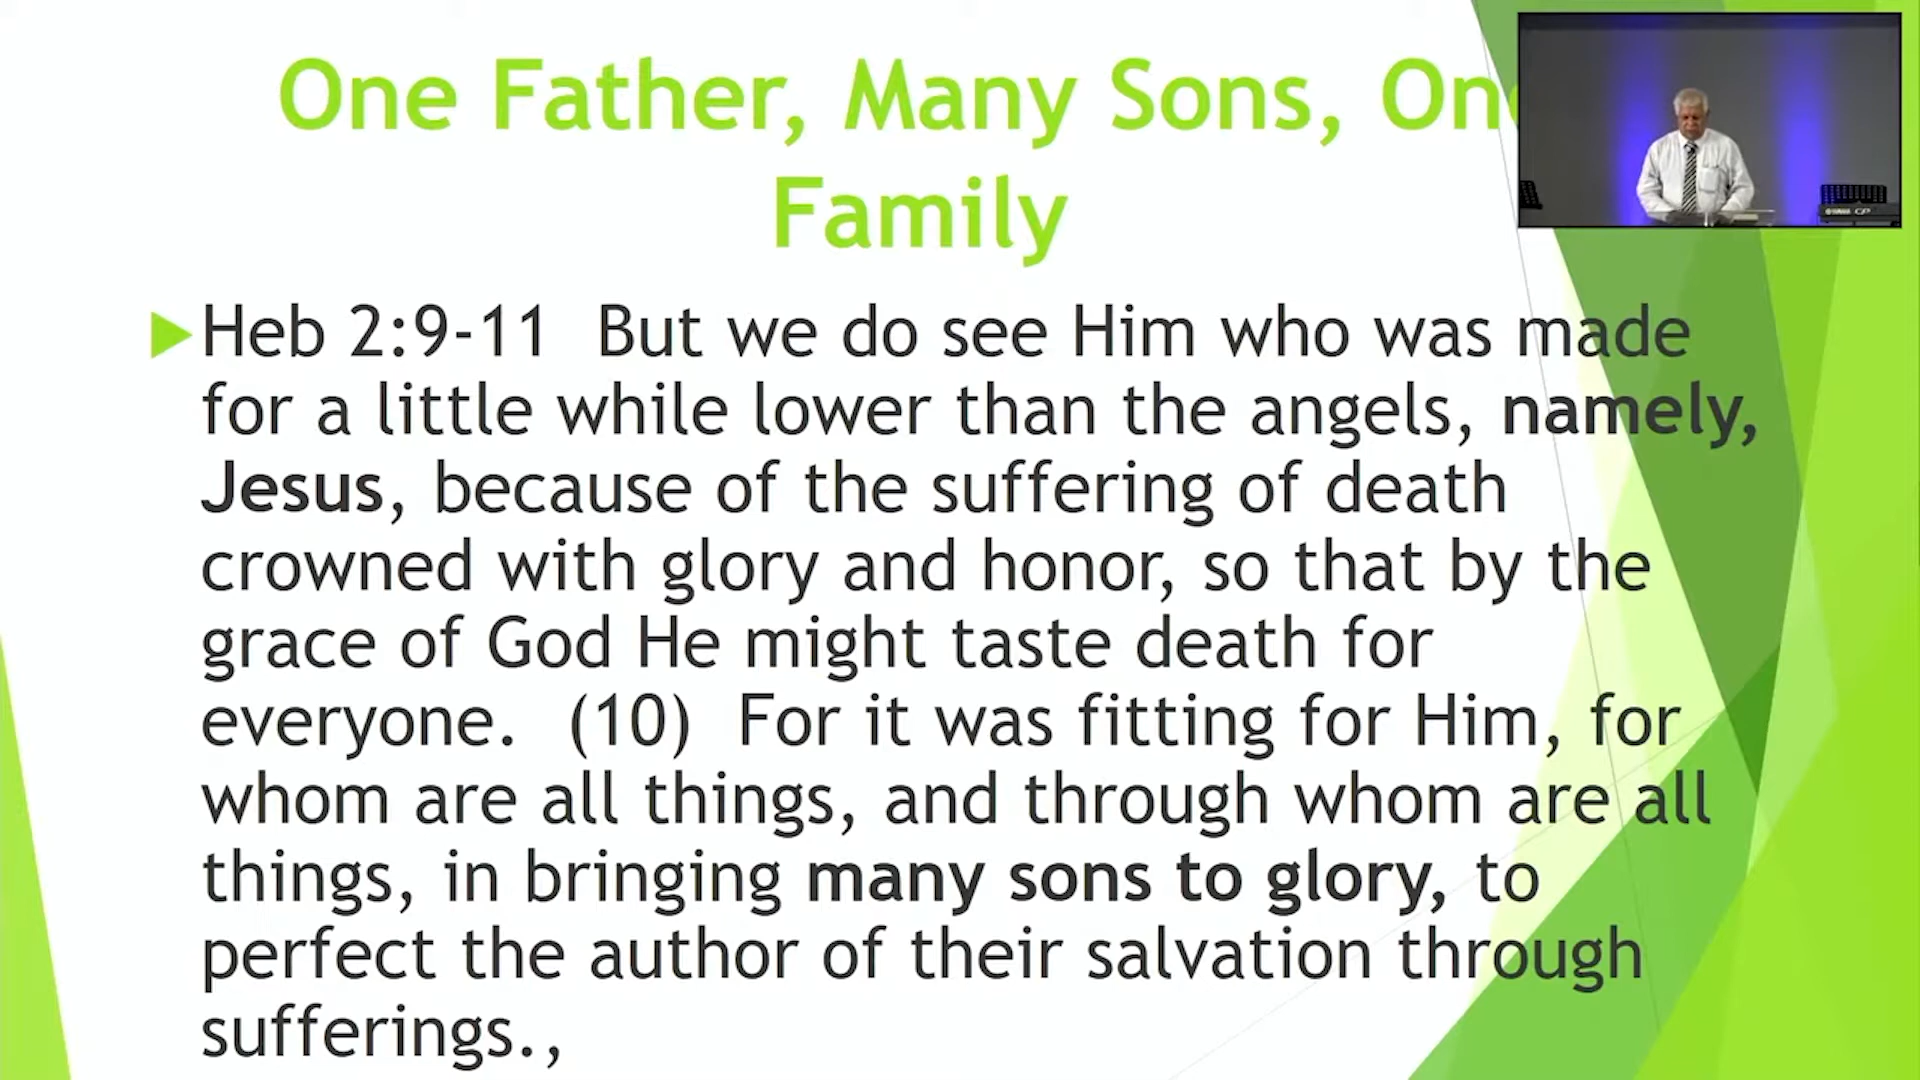 One Father, Many Sons, One
Family
Heb 2:9-11 But we do see Him who was made
for a little while lower than the angels, namely,
Jesus, because of the suffering of death
crowned with glory and honor, so that by the
grace of God He might taste death for
everyone. (10) For it was fitting for Him, for
whom are all things, and through whom are all
things, in bringing many sons to glory, to
perfect the author of their salvation through
sufferings.,
YAMAHA CP